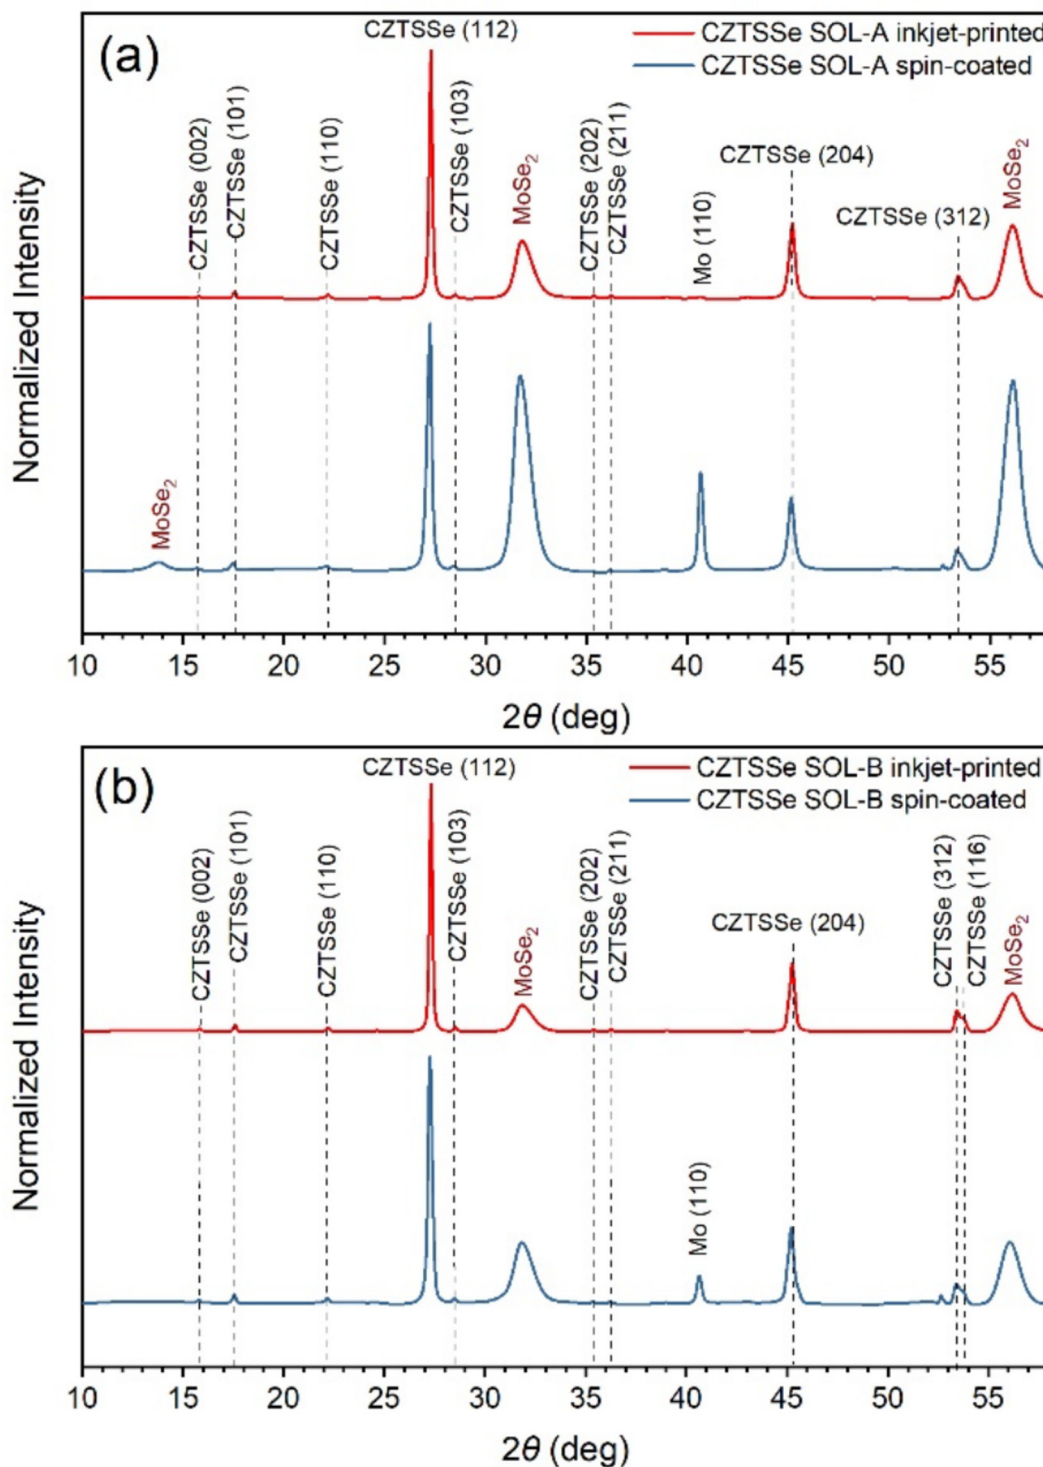 (a)
CZTSSe (112)
CZTSSe SOL-A inkjet-printed
CZTSSe SOL-A spin-coated
CZTSSe (002)
CZTSSe (101)
CZTSSe (110)
CZTSSe (103)
MoSe2
CZTSSe (202)
CZTSSe (211)
Mo (110)
CZTSSe (204)
CZTSSe (312)
MoSe2
MoSe2
Normalized Intensity
10 15 20 25 30 35 40 45 50 55
2θ (deg)
(b)
CZTSSe (112)
CZTSSe SOL-B inkjet-printed
CZTSSe SOL-B spin-coated
CZTSSe (002)
CZTSSe (101)
CZTSSe (110)
CZTSSe (103)
MoSe2
CZTSSe (202)
CZTSSe (211)
Mo (110)
CZTSSe (204)
CZTSSe (312)
CZTSSe (116)
MoSe2
Normalized Intensity
10 15 20 25 30 35 40 45 50 55
2θ (deg)